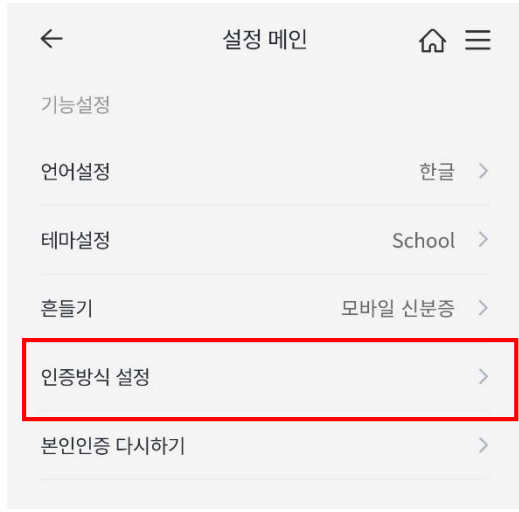 설정 메인
기능설정
언어설정 한글
테마설정 School
흔들기 모바일 신분증
인증방식 설정
본인인증 다시하기